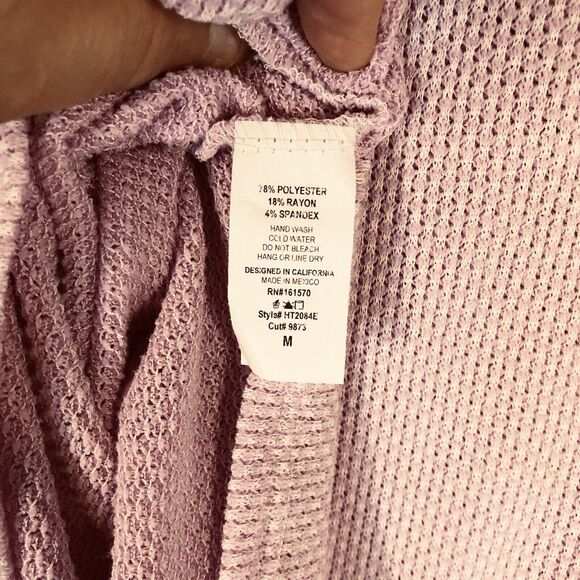 78% POLYESTER
18% RAYON
4% SPANDEX
HAND WASH
COLD WATER
DO NOT BLEACH
HANG OR LINE DRY
DESIGNED IN CALIFORNIA
MADE IN MEXICO
RN#161570
Style# HT2084E
Cut# 9873
M